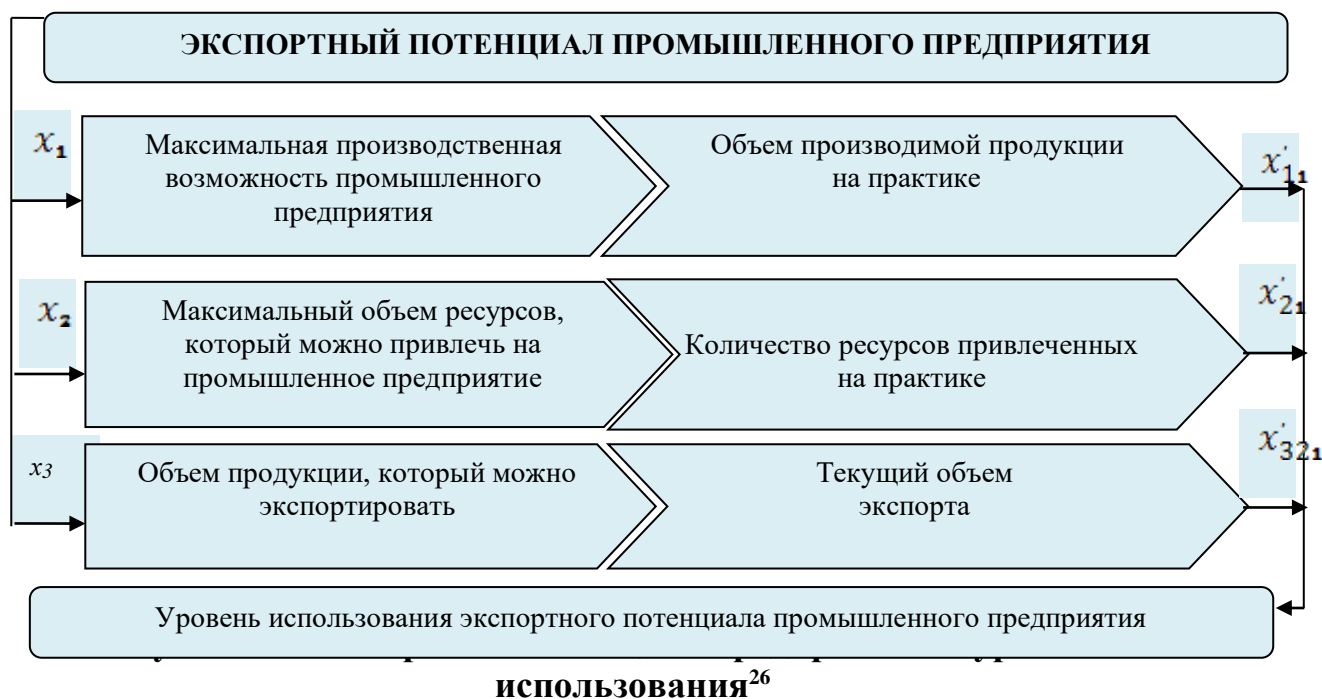 ЭКСПОРТНЫЙ ПОТЕНЦИАЛ ПРОМЫШЛЕННОГО ПРЕДПРИЯТИЯ
x₁
Максимальная производственная
возможность промышленного
предприятия
Объем производимой продукции
на практике
x'₁₁
x₂
Максимальный объем ресурсов,
который можно привлечь на
промышленное предприятие
Количество ресурсов привлеченных
на практике
x'₂₁
x₃
Объем продукции, который можно
экспортировать
Текущий объем
экспорта
x'₃₂₁
Уровень использования экспортного потенциала промышленного предприятия
использования²⁶